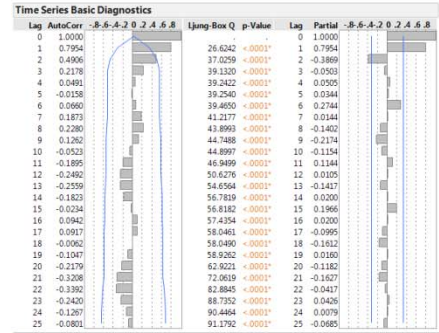 Time Series Basic Diagnostics
Lag AutoCorr -.8-.6-.4-.2 0 .2 .4 .6 .8 Ljung-Box Q p-Value Lag Partial -.8-.6-.4-.2 0 .2 .4 .6 .8
0 1.0000 . . 0 1.0000
1 0.7954 26.6242 <.0001* 1 0.7954
2 0.4906 37.0259 <.0001* 2 -0.3869
3 0.2178 39.1320 <.0001* 3 -0.0503
4 0.0491 39.2422 <.0001* 4 0.0505
5 -0.0158 39.2540 <.0001* 5 0.0344
6 0.0660 39.4650 <.0001* 6 0.2744
7 0.1873 41.2177 <.0001* 7 0.0144
8 0.2280 43.8993 <.0001* 8 -0.1402
9 0.1262 44.7488 <.0001* 9 -0.2174
10 -0.0523 44.8997 <.0001* 10 -0.1154
11 -0.1895 46.9499 <.0001* 11 0.1144
12 -0.2492 50.6276 <.0001* 12 0.0105
13 -0.2559 54.6564 <.0001* 13 -0.1417
14 -0.1823 56.7819 <.0001* 14 0.0200
15 -0.0234 56.8182 <.0001* 15 0.1966
16 0.0942 57.4354 <.0001* 16 0.0200
17 0.0917 58.0461 <.0001* 17 -0.0995
18 -0.0062 58.0490 <.0001* 18 -0.1612
19 -0.1047 58.9262 <.0001* 19 0.0160
20 -0.2179 62.9221 <.0001* 20 -0.1182
21 -0.3208 72.0619 <.0001* 21 -0.1627
22 -0.3392 82.8845 <.0001* 22 -0.0417
23 -0.2420 88.7352 <.0001* 23 0.0426
24 -0.1267 90.4464 <.0001* 24 0.0079
25 -0.0801 91.1792 <.0001* 25 -0.0685